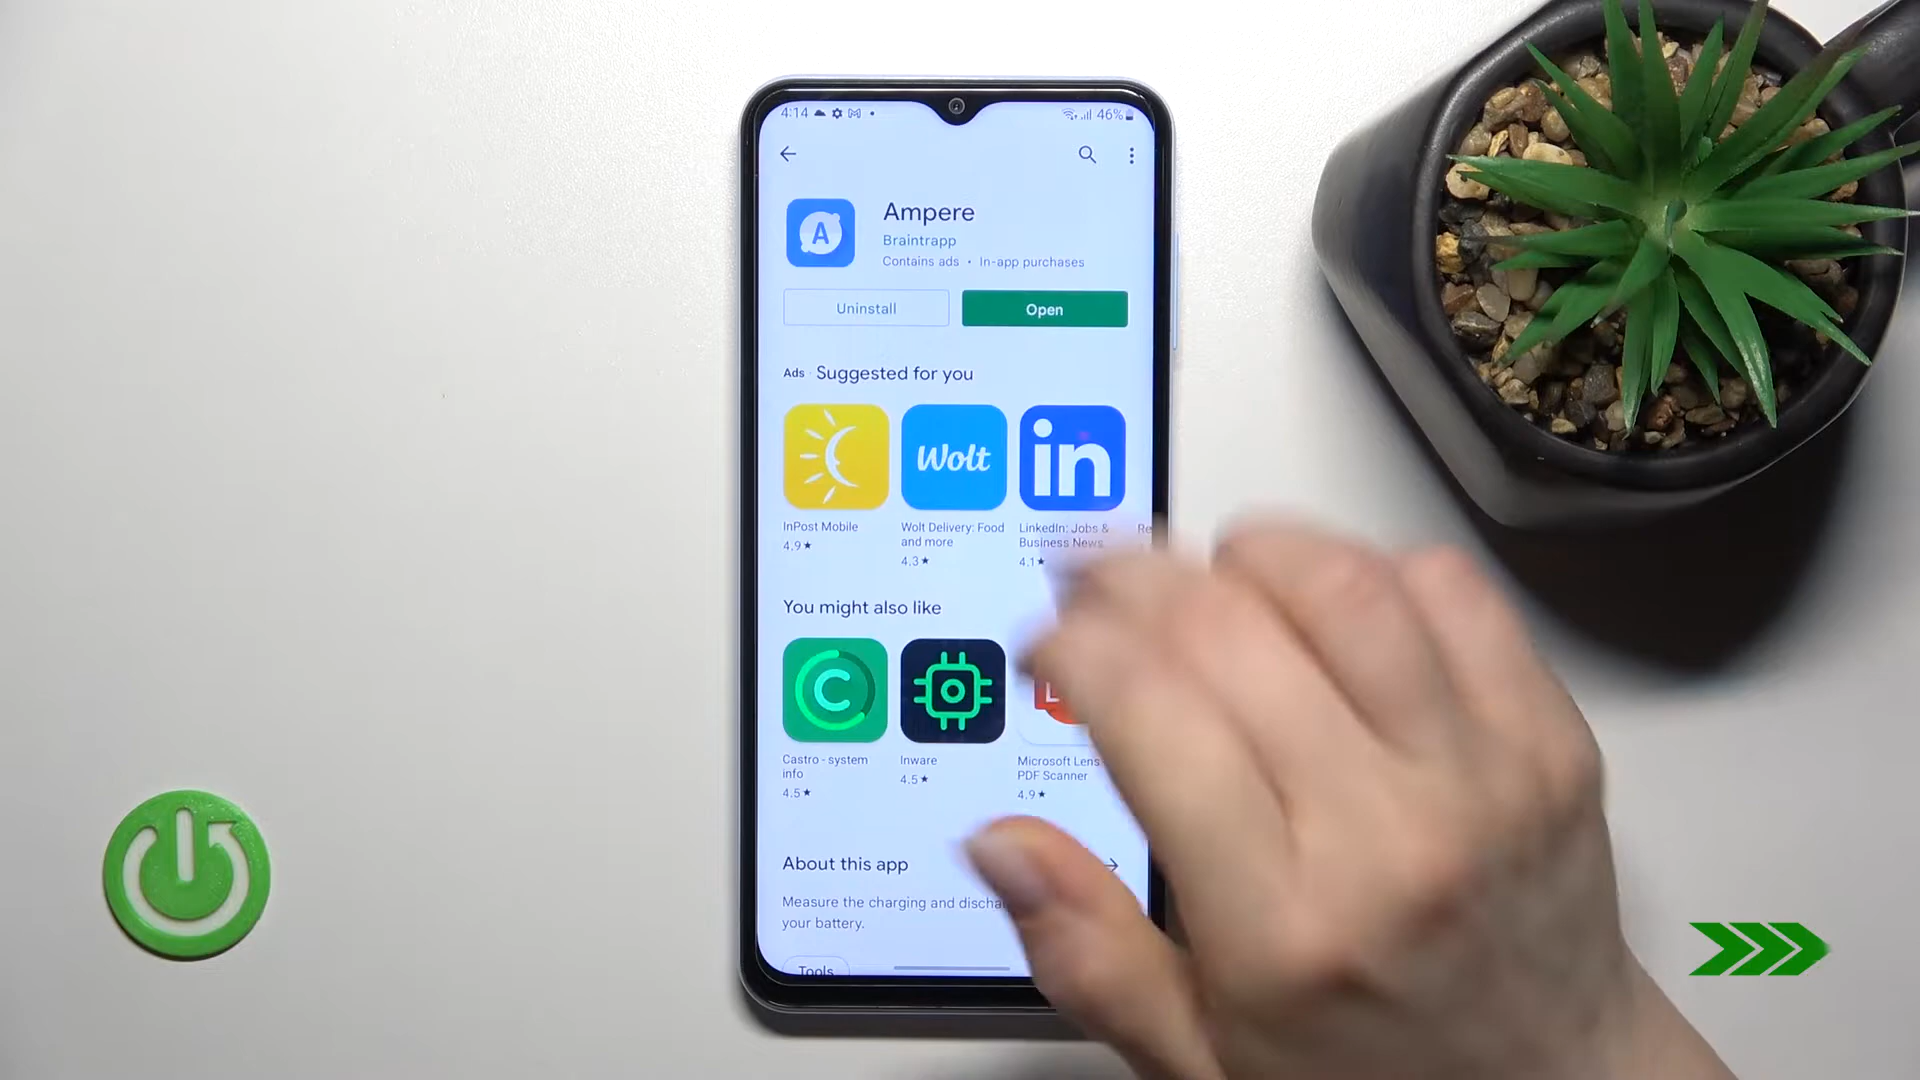 4:14
46%
Ampere
Braintrapp
Contains ads • In-app purchases
Uninstall
Open
Ads · Suggested for you
Wolt
in
InPost Mobile
4.9★
Wolt Delivery: Food
and more
4.3★
LinkedIn: Jobs &
Business News
4.1★
Re
You might also like
Castro - system
info
4.5★
Inware
4.5★
Microsoft Lens
PDF Scanner
4.9★
About this app
Measure the charging and discha
your battery.
Tools